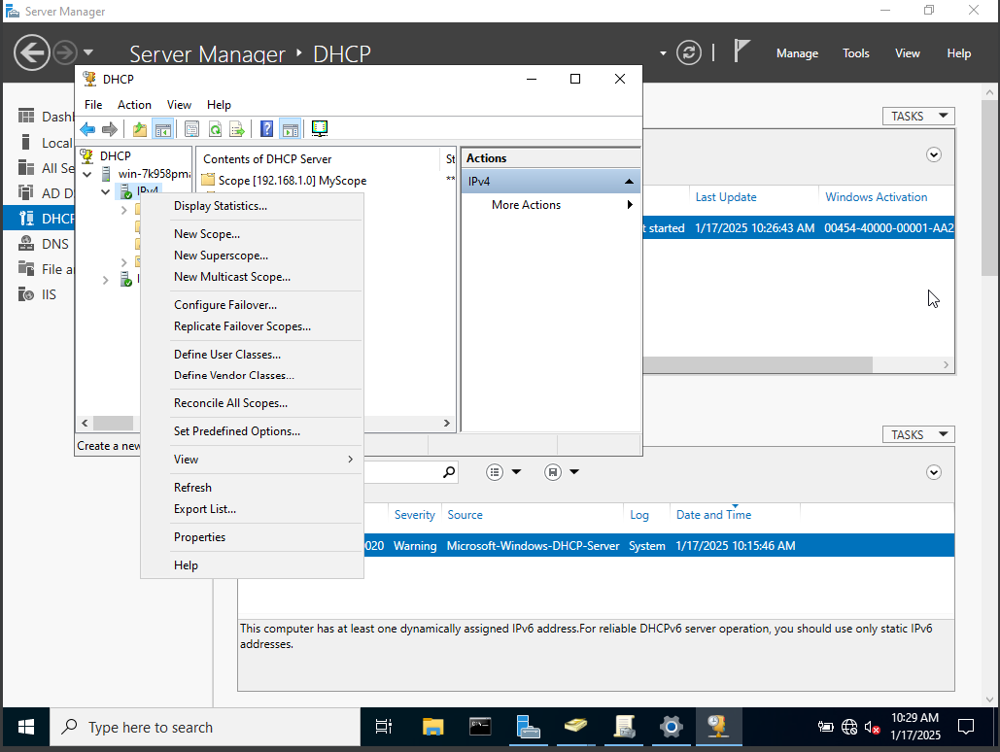 Server Manager
Server Manager ‣ DHCP
Manage Tools View Help
DHCP
File Action View Help
DHCP
win-7k958pma
IPv4
Contents of DHCP Server
St
Scope [192.168.1.0] MyScope
**
Actions
IPv4
More Actions
Display Statistics...
New Scope...
New Superscope...
New Multicast Scope...
Configure Failover...
Replicate Failover Scopes...
Define User Classes...
Define Vendor Classes...
Reconcile All Scopes...
Set Predefined Options...
View
Refresh
Export List...
Properties
Help
Create a new
Dashb
Local
All Se
AD D
DHCP
DNS
File an
IIS
TASKS
Last Update Windows Activation
t started 1/17/2025 10:26:43 AM 00454-40000-00001-AA2
TASKS
Severity Source Log Date and Time
020 Warning Microsoft-Windows-DHCP-Server System 1/17/2025 10:15:46 AM
This computer has at least one dynamically assigned IPv6 address.For reliable DHCPv6 server operation, you should use only static IPv6
addresses.
Type here to search
10:29 AM
1/17/2025